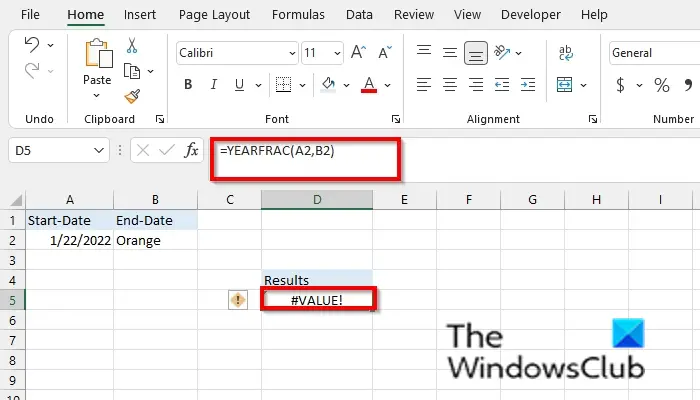 File Home Insert Page Layout Formulas Data Review View Developer Help
Calibri 11 A^ Aˇ ab c General
Paste B I U A $ % ,
Undo Clipboard Font Alignment Number
D5 fx =YEARFRAC(A2,B2)
A B C D E F G H I
1 Start-Date End-Date
2 1/22/2022 Orange
3
4 Results
5 #VALUE!
6
7
8
9
10
The
WindowsClub